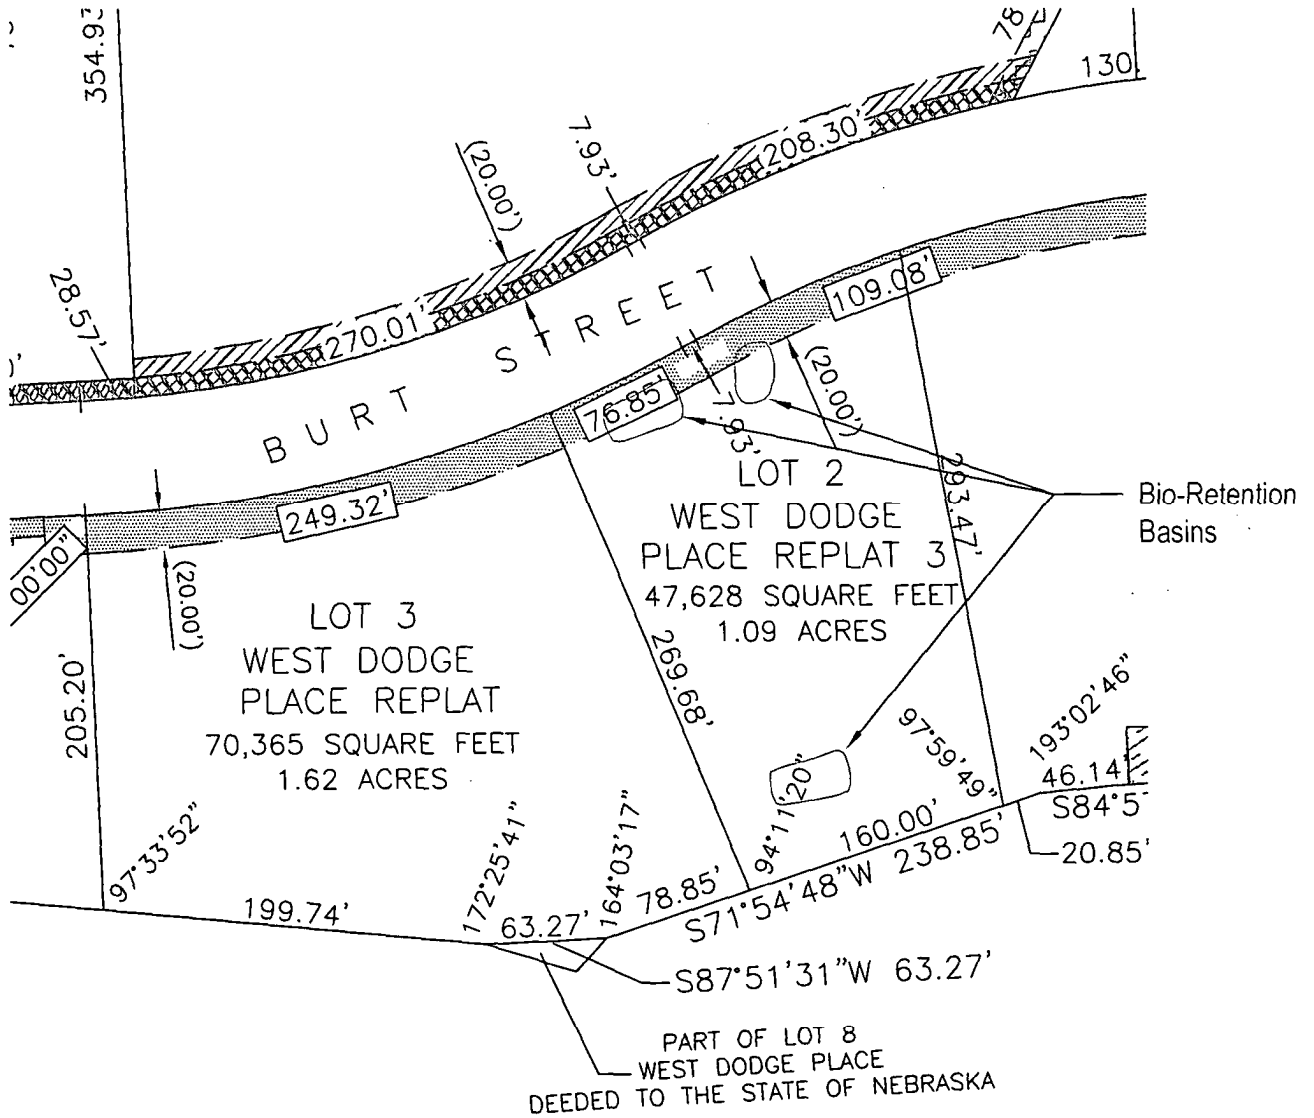 354.93'
78
130.
(20.00')
7.93'
208.30'
28.57'
270.01'
BURT STREET
109.08'
76.85'
7.93'
(20.00')
249.32'
00'00"
(20.00')
LOT 2
WEST DODGE
PLACE REPLAT 3
47,628 SQUARE FEET
1.09 ACRES
293.47'
Bio-Retention
Basins
LOT 3
WEST DODGE
PLACE REPLAT
70,365 SQUARE FEET
1.62 ACRES
205.20'
269.68'
97°33'52"
199.74'
172°25'41"
63.27'
164°03'17"
78.85'
94°11'20"
160.00'
97°59'49"
193°02'46"
46.14'
S84°5
20.85'
S71°54'48"W 238.85'
S87°51'31"W 63.27'
PART OF LOT 8
WEST DODGE PLACE
DEEDED TO THE STATE OF NEBRASKA